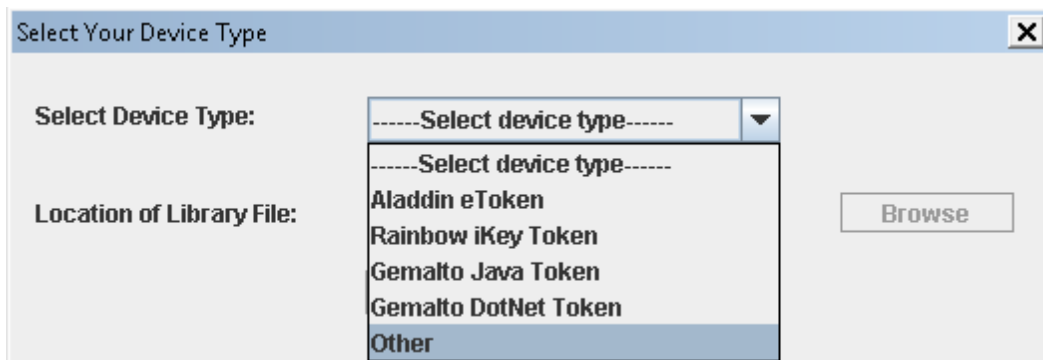 Select Your Device Type
Select Device Type:
------Select device type------
------Select device type------
Aladdin eToken
Location of Library File:
Browse
Rainbow iKey Token
Gemalto Java Token
Gemalto DotNet Token
Other